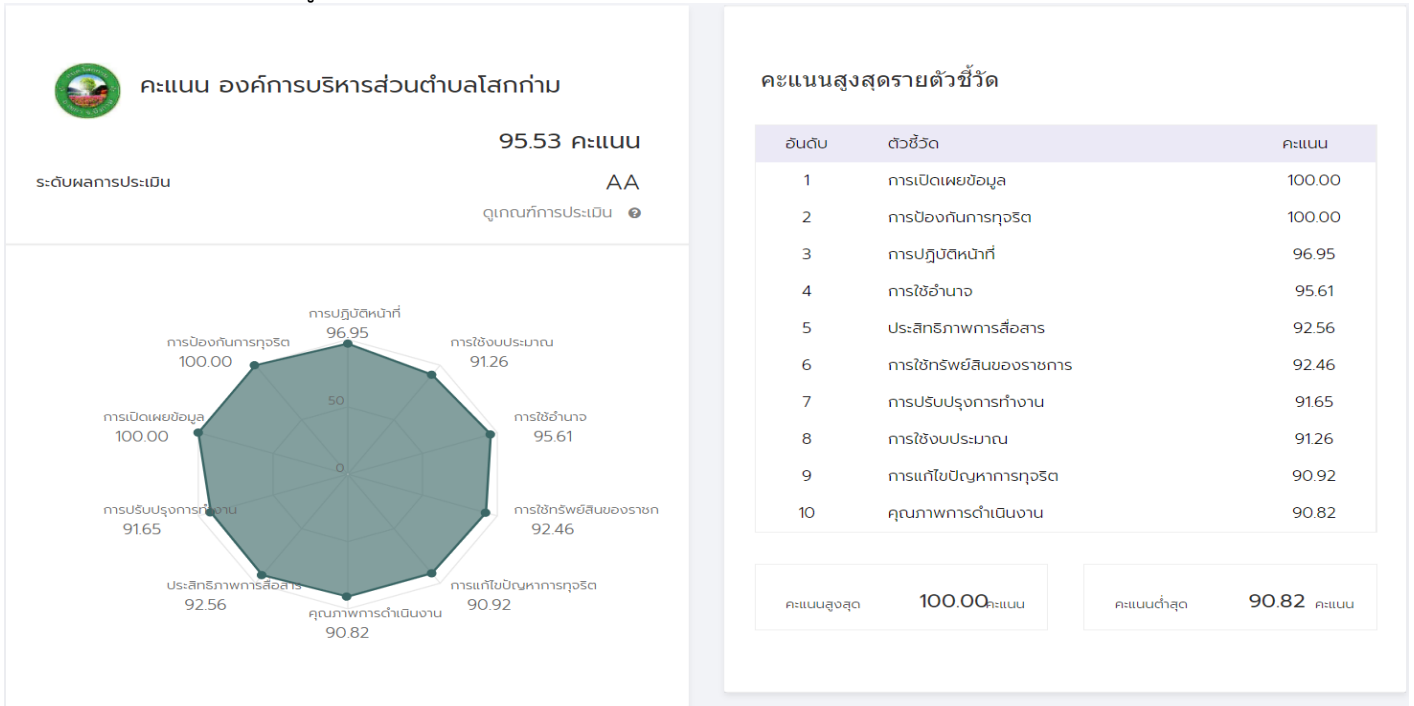 คะแนน องค์การบริหารส่วนตำบลโสกก่าม
95.53 คะแนน
ระดับผลการประเมิน AA
ดูเกณฑ์การประเมิน
การปฏิบัติหน้าที่
96.95
การป้องกันการทุจริต
100.00
การใช้งบประมาณ
91.26
50
การเปิดเผยข้อมูล
100.00
การใช้อำนาจ
95.61
0
การปรับปรุงการทำงาน
91.65
การใช้ทรัพย์สินของราชก
92.46
ประสิทธิภาพการสื่อสาร
92.56
การแก้ไขปัญหาการทุจริต
90.92
คุณภาพการดำเนินงาน
90.82
คะแนนสูงสุดรายตัวชี้วัด
อันดับ ตัวชี้วัด คะแนน
1 การเปิดเผยข้อมูล 100.00
2 การป้องกันการทุจริต 100.00
3 การปฏิบัติหน้าที่ 96.95
4 การใช้อำนาจ 95.61
5 ประสิทธิภาพการสื่อสาร 92.56
6 การใช้ทรัพย์สินของราชการ 92.46
7 การปรับปรุงการทำงาน 91.65
8 การใช้งบประมาณ 91.26
9 การแก้ไขปัญหาการทุจริต 90.92
10 คุณภาพการดำเนินงาน 90.82
คะแนนสูงสุด 100.00 คะแนน
คะแนนต่ำสุด 90.82 คะแนน